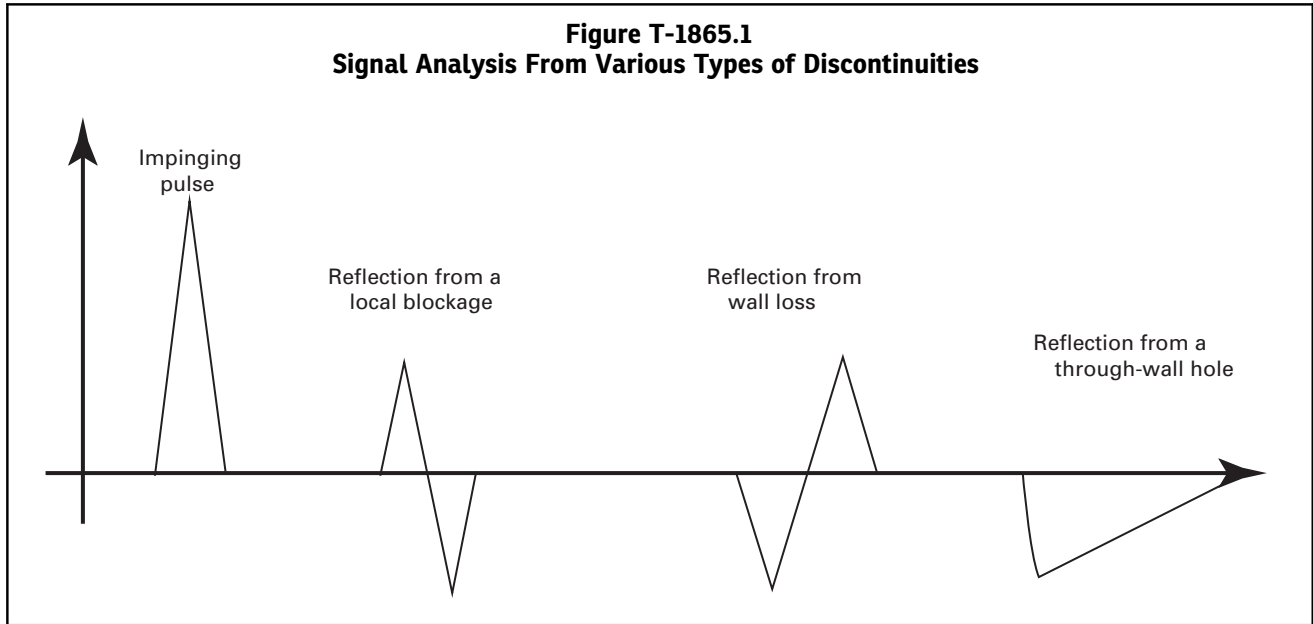 Figure T-1865.1
Signal Analysis From Various Types of Discontinuities
Impinging
pulse
Reflection from a
local blockage
Reflection from
wall loss
Reflection from a
through-wall hole